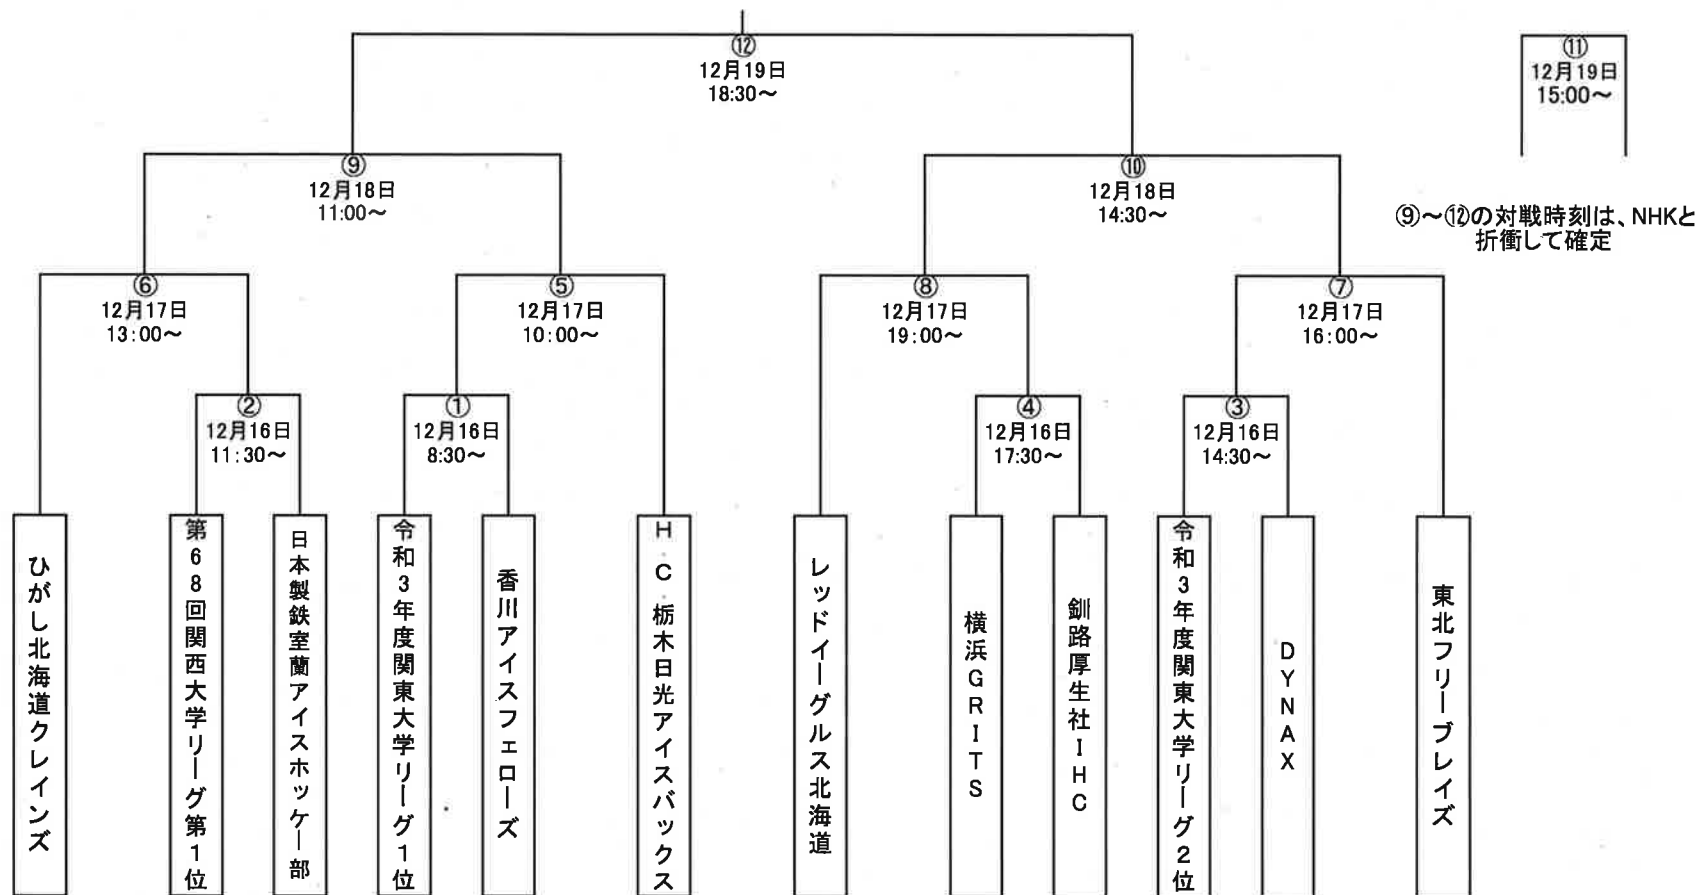 ⑫
12月19日
18:30～
⑪
12月19日
15:00～
⑨
12月18日
11:00～
⑩
12月18日
14:30～
⑨～⑫の対戦時刻は、NHKと
折衝して確定
⑥
12月17日
13:00～
⑤
12月17日
10:00～
⑧
12月17日
19:00～
⑦
12月17日
16:00～
②
12月16日
11:30～
①
12月16日
8:30～
④
12月16日
17:30～
③
12月16日
14:30～
ひがし北海道クレインズ
第68回関西大学リーグ第1位
日本製鉄室蘭アイスホッケー部
令和3年度関東大学リーグ1位
香川アイスフェローズ
H.C.栃木日光アイスバックス
レッドイーグルス北海道
横浜GRITS
釧路厚生社IHC
令和3年度関東大学リーグ2位
DYNAX
東北フリーブレイズ